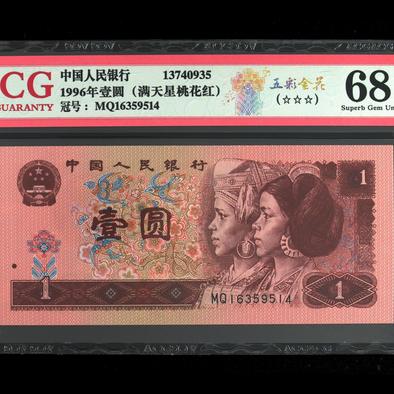 CG
GUARANTY
中国人民银行 13740935
1996年壹圆（满天星桃花红）
冠号： MQ16359514
五彩金花
(☆☆☆)
68
Superb Gem Un
中国人民银行
壹圆
1
MQ16359514
1
1